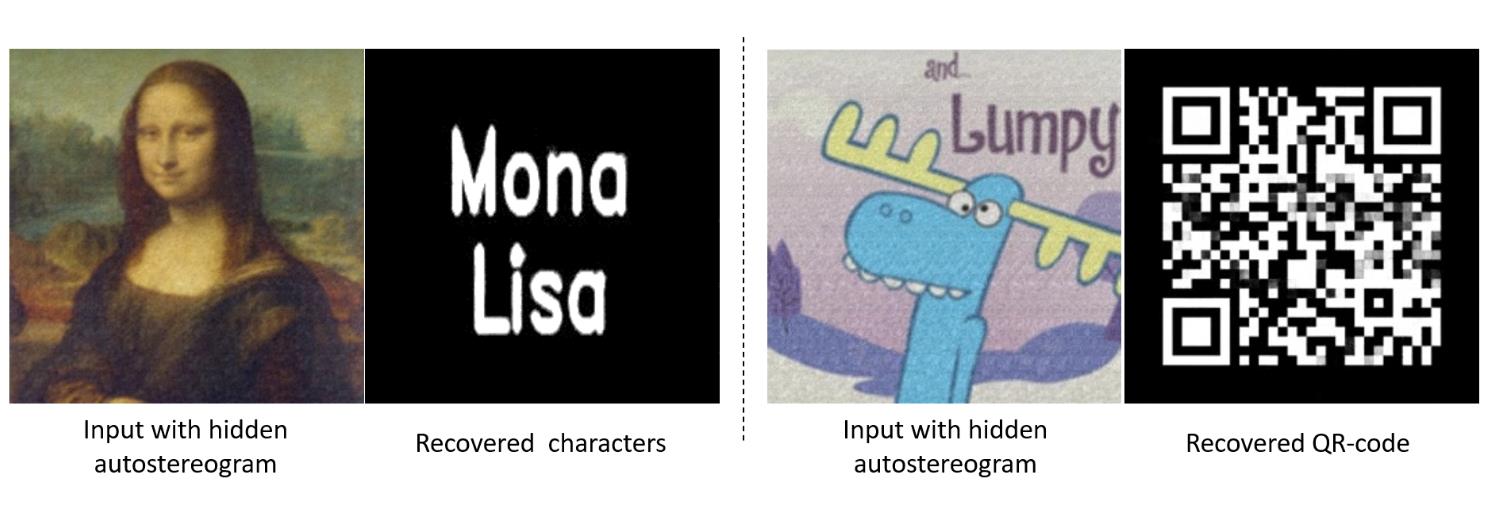 Mona
Lisa
and...
Lumpy
Input with hidden
autostereogram
Recovered  characters
Input with hidden
autostereogram
Recovered QR-code